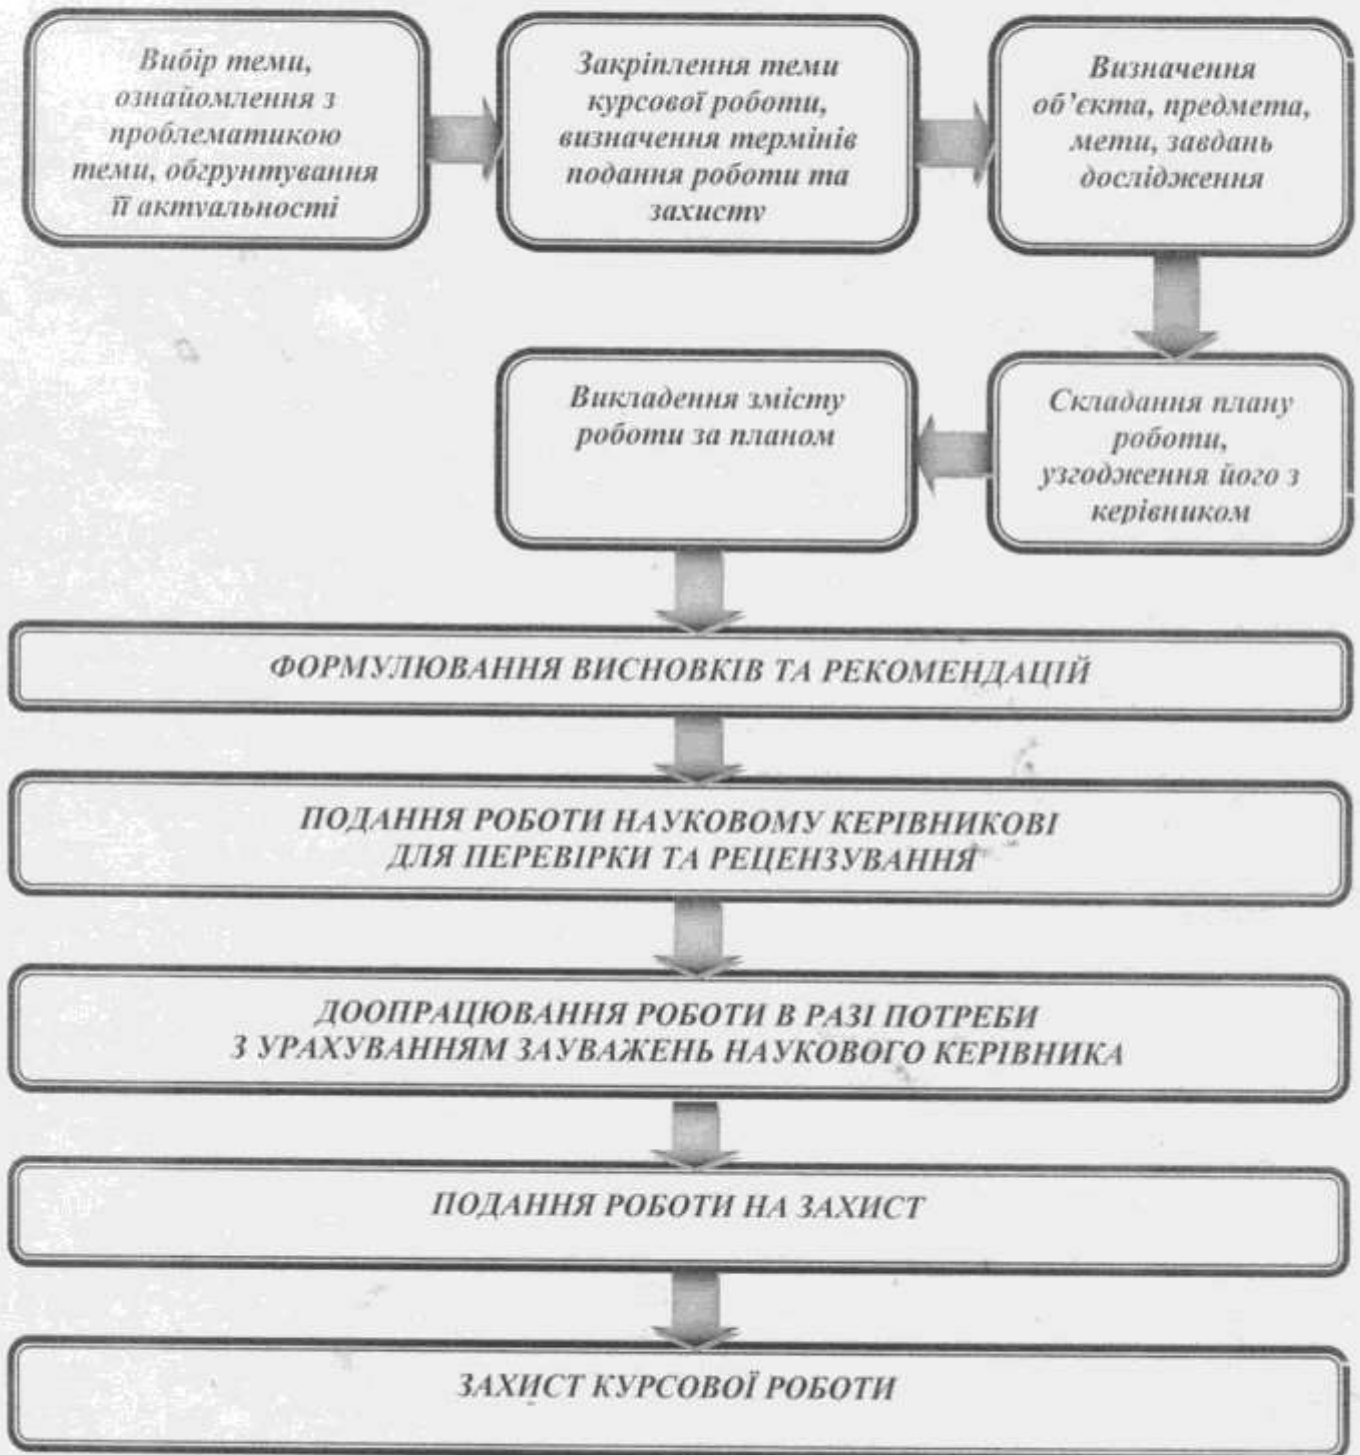 Вибір теми,
ознайомлення з
проблематикою
теми, обґрунтування
її актуальності
Закріплення теми
курсової роботи,
визначення термінів
подання роботи та
захисту
Визначення
об’єкта, предмета,
мети, завдань
дослідження
Складання плану
роботи,
узгодження його з
керівником
Викладення змісту
роботи за планом
ФОРМУЛЮВАННЯ ВИСНОВКІВ ТА РЕКОМЕНДАЦІЙ
ПОДАННЯ РОБОТИ НАУКОВОМУ КЕРІВНИКОВІ
ДЛЯ ПЕРЕВІРКИ ТА РЕЦЕНЗУВАННЯ
ДООПРАЦЮВАННЯ РОБОТИ В РАЗІ ПОТРЕБИ
З УРАХУВАННЯМ ЗАУВАЖЕНЬ НАУКОВОГО КЕРІВНИКА
ПОДАННЯ РОБОТИ НА ЗАХИСТ
ЗАХИСТ КУРСОВОЇ РОБОТИ